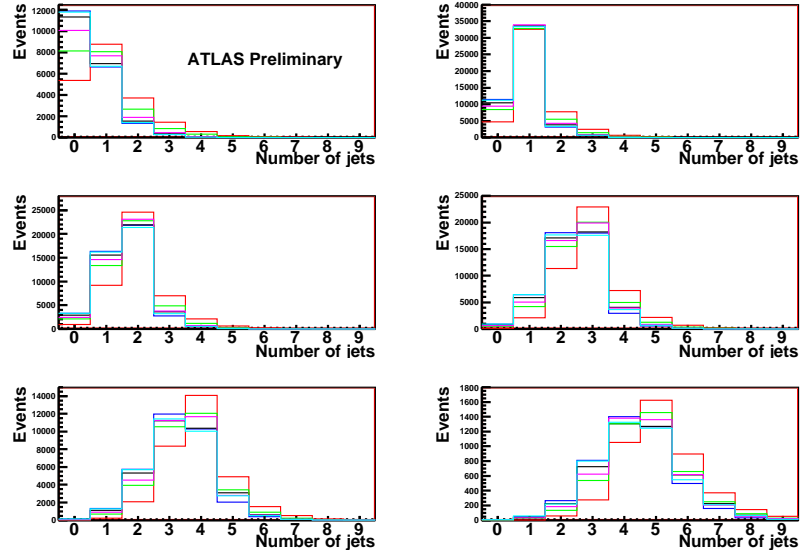 Events
12000
10000
8000
6000
4000
2000
0
ATLAS Preliminary
0 1 2 3 4 5 6 7 8 9
Number of jets
Events
40000
35000
30000
25000
20000
15000
10000
5000
0
0 1 2 3 4 5 6 7 8 9
Number of jets
Events
25000
20000
15000
10000
5000
0
0 1 2 3 4 5 6 7 8 9
Number of jets
Events
25000
20000
15000
10000
5000
0
0 1 2 3 4 5 6 7 8 9
Number of jets
Events
14000
12000
10000
8000
6000
4000
2000
0
0 1 2 3 4 5 6 7 8 9
Number of jets
Events
1800
1600
1400
1200
1000
800
600
400
200
0
0 1 2 3 4 5 6 7 8 9
Number of jets